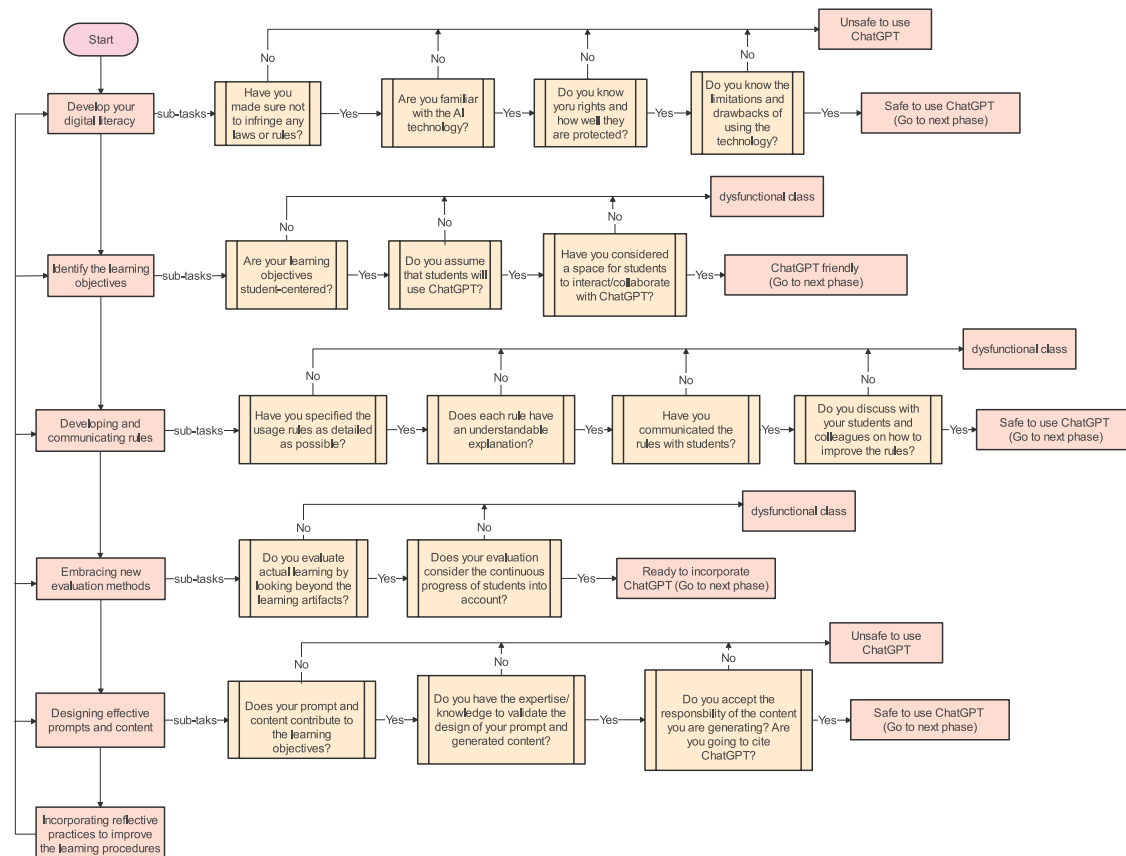 Start
Unsafe to use
ChatGPT
No
No
No
No
Develop your
digital literacy
sub-tasks
Have you
made sure not
to infringe any
laws or rules?
Yes
Are you familiar
with the AI
technology?
Yes
Do you know
yoru rights and
how well they
are protected?
Yes
Do you know the
limitations and
drawbacks of
using the
technology?
Yes
Safe to use ChatGPT
(Go to next phase)
dysfunctional class
No
No
No
Identify the learning
objectives
sub-tasks
Are your learning
objectives
student-centered?
Yes
Do you assume
that students will
use ChatGPT?
Yes
Have you considered
a space for students
to interact/collaborate
with ChatGPT?
Yes
ChatGPT friendly
(Go to next phase)
dysfunctional class
No
No
No
No
Developing and
communicating rules
sub-tasks
Have you specified the
usage rules as detailed
as possible?
Yes
Does each rule have
an understandable
explanation?
Yes
Have you
communicated the
rules with students?
Yes
Do you discuss with
your students and
colleagues on how to
improve the rules?
Yes
Safe to use ChatGPT
(Go to next phase)
dysfunctional class
No
No
Embracing new
evaluation methods
sub-tasks
Do you evaluate
actual learning by
looking beyond the
learning artifacts?
Yes
Does your evaluation
consider the continuous
progress of students into
account?
Yes
Ready to incorporate
ChatGPT (Go to next phase)
Unsafe to use
ChatGPT
No
No
No
Designing effective
prompts and content
sub-taks
Does your prompt and
content contribute to
the learning
objectives?
Yes
Do you have the expertise/
knowledge to validate the
design of your prompt and
generated content?
Yes
Do you accept the
responsbility of the content
you are generating? Are
you going to cite
ChatGPT?
Yes
Safe to use ChatGPT
(Go to next phase)
Incorporating reflective
practices to improve
the learning procedures